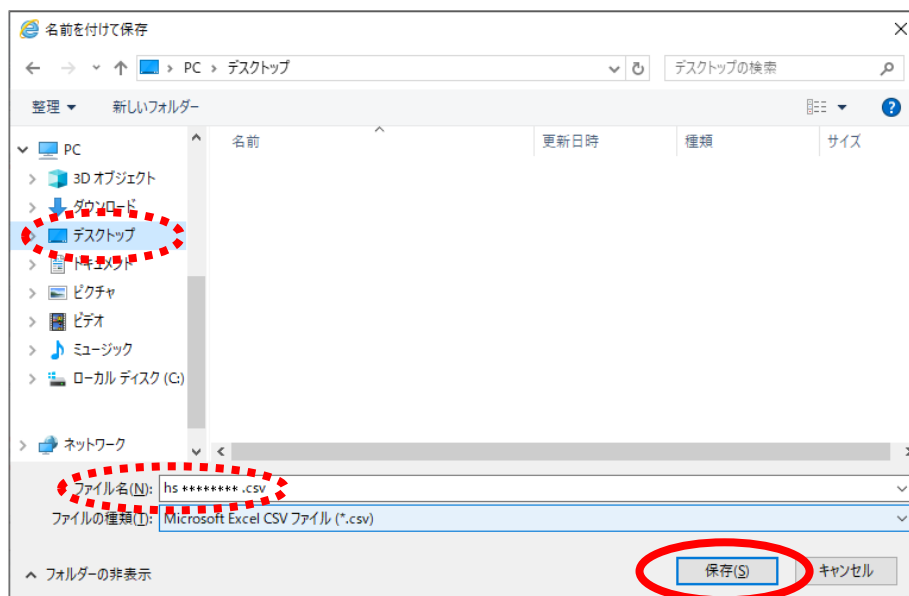 名前を付けて保存
PC › デスクトップ
デスクトップの検索
整理 新しいフォルダー
名前 更新日時 種類 サイズ
PC
3D オブジェクト
ダウンロード
デスクトップ
ドキュメント
ピクチャ
ビデオ
ミュージック
ローカル ディスク (C:)
ネットワーク
ファイル名(N): hs ********.csv
ファイルの種類(T): Microsoft Excel CSV ファイル (*.csv)
フォルダーの非表示
保存(S) キャンセル